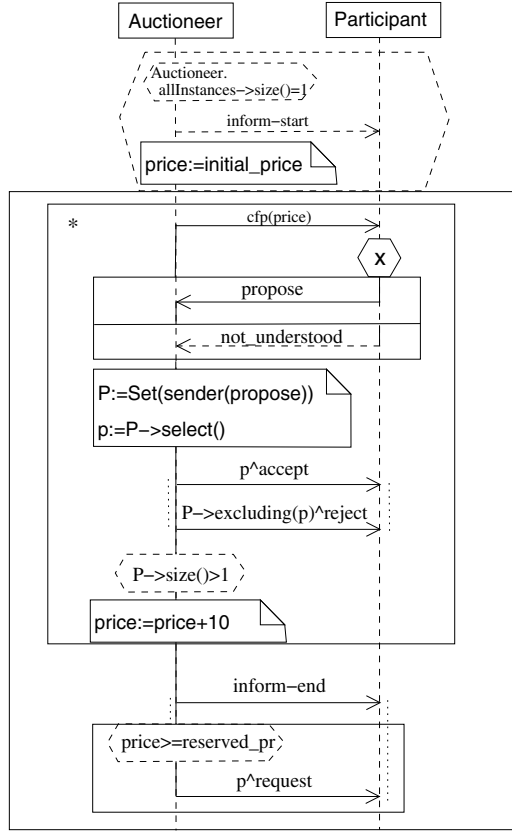 Auctioneer
Participant
Auctioneer.
allInstances−>size()=1
inform−start
price:=initial_price
*
cfp(price)
x
propose
not_understood
P:=Set(sender(propose))
p:=P−>select()
p^accept
P−>excluding(p)^reject
P−>size()>1
price:=price+10
inform−end
price>=reserved_pr
p^request